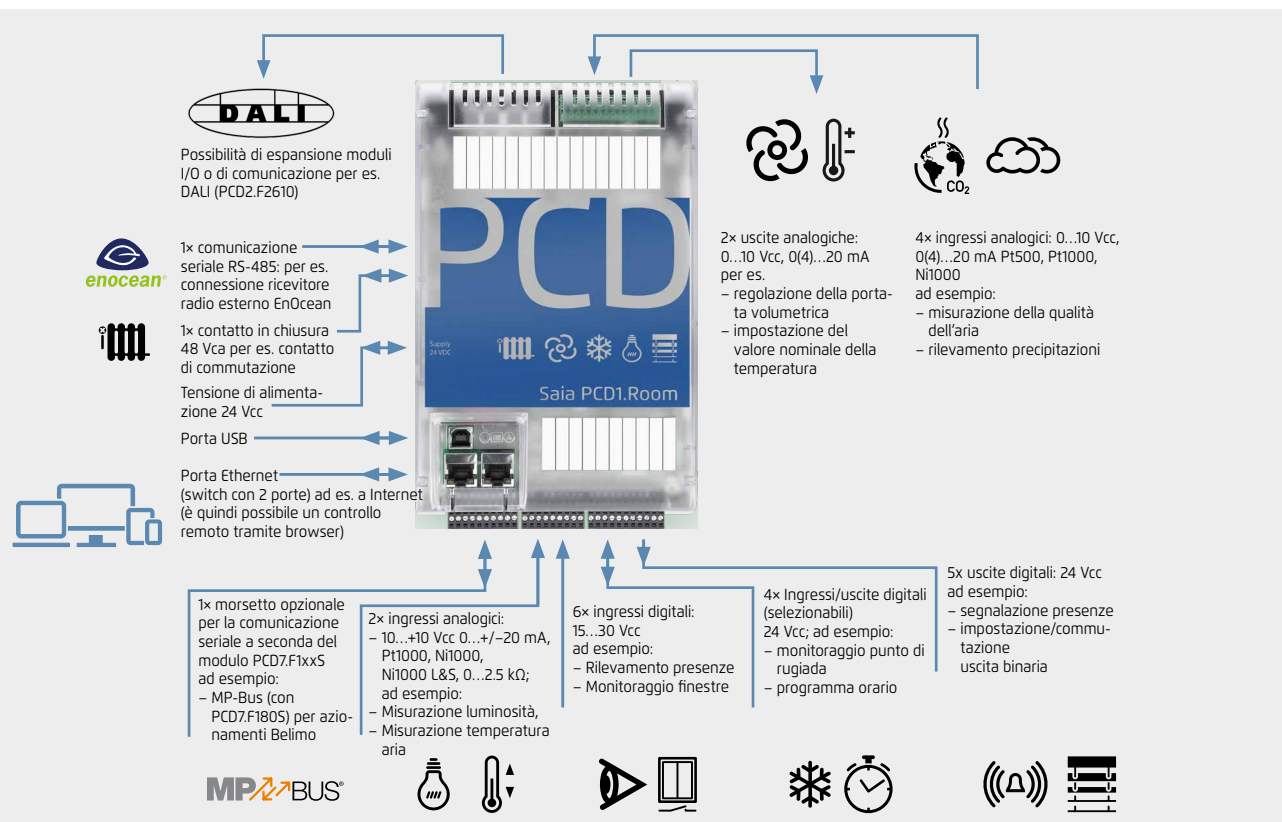 DALI
Possibilità di espansione moduli
I/O o di comunicazione per es.
DALI (PCD2.F2610)
enocean®
1× comunicazione
seriale RS-485: per es.
connessione ricevitore
radio esterno EnOcean
1× contatto in chiusura
48 Vca per es. contatto
di commutazione
Tensione di alimenta-
zione 24 Vcc
Porta USB
Porta Ethernet
(switch con 2 porte) ad es. a Internet
(è quindi possibile un controllo
remoto tramite browser)
PCD
Supply
24 VDC
Saia PCD1.Room
2× uscite analogiche:
0…10 Vcc, 0(4)…20 mA
per es.
– regolazione della porta-
ta volumetrica
– impostazione del
valore nominale della
temperatura
CO2
4× ingressi analogici: 0…10 Vcc,
0(4)…20 mA Pt500, Pt1000,
Ni1000
ad esempio:
– misurazione della qualità
dell'aria
– rilevamento precipitazioni
1× morsetto opzionale
per la comunicazione
seriale a seconda del
modulo PCD7.F1xxS
ad esempio:
– MP-Bus (con
PCD7.F180S) per azio-
namenti Belimo
MP BUS®
2× ingressi analogici:
– 10…+10 Vcc 0…+/–20 mA,
Pt1000, Ni1000,
Ni1000 L&S, 0…2.5 kΩ;
ad esempio:
– Misurazione luminosità,
– Misurazione temperatura
aria
6× ingressi digitali:
15…30 Vcc
ad esempio:
– Rilevamento presenze
– Monitoraggio finestre
4× Ingressi/uscite digitali
(selezionabili)
24 Vcc; ad esempio:
– monitoraggio punto di
rugiada
– programma orario
5x uscite digitali: 24 Vcc
ad esempio:
– segnalazione presenze
– impostazione/commu-
tazione
uscita binaria